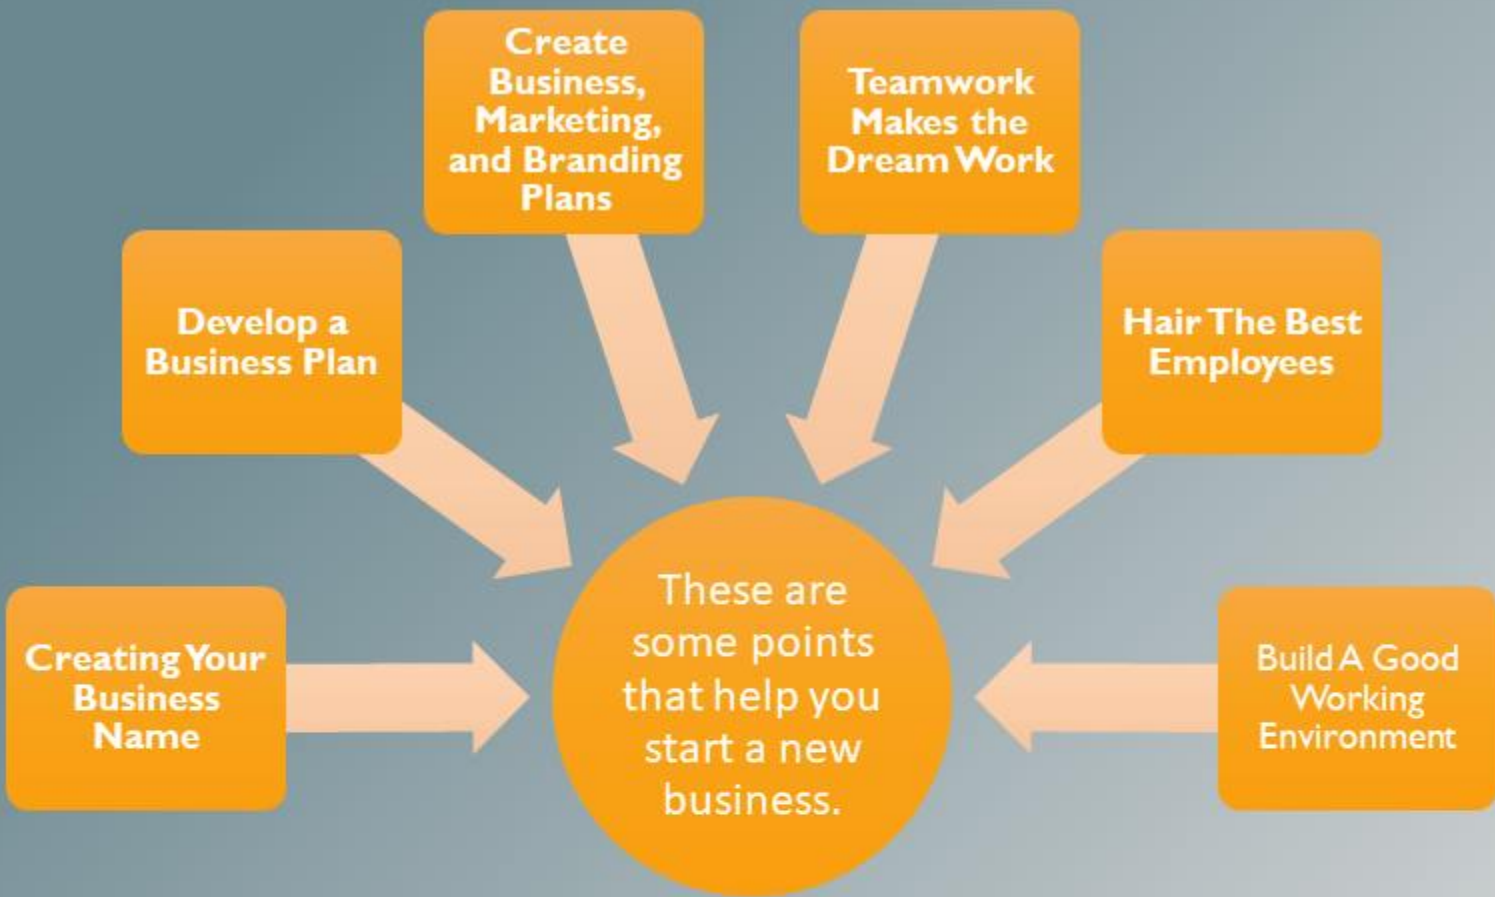 Create
Business,
Marketing,
and Branding
Plans
Teamwork
Makes the
Dream Work
Develop a
Business Plan
Hair The Best
Employees
Creating Your
Business
Name
These are
some points
that help you
start a new
business.
Build A Good
Working
Environment